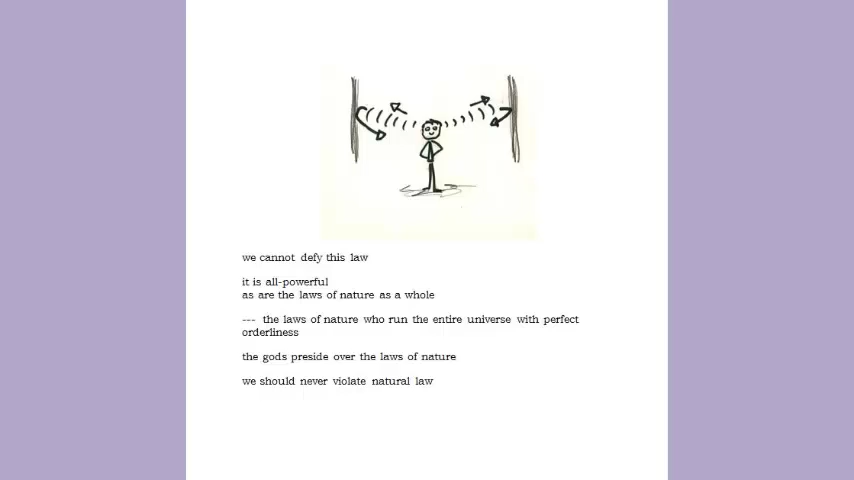 we cannot defy this law
it is all-powerful
as are the laws of nature as a whole
--- the laws of nature who run the entire universe with perfect
orderliness
the gods preside over the laws of nature
we should never violate natural law